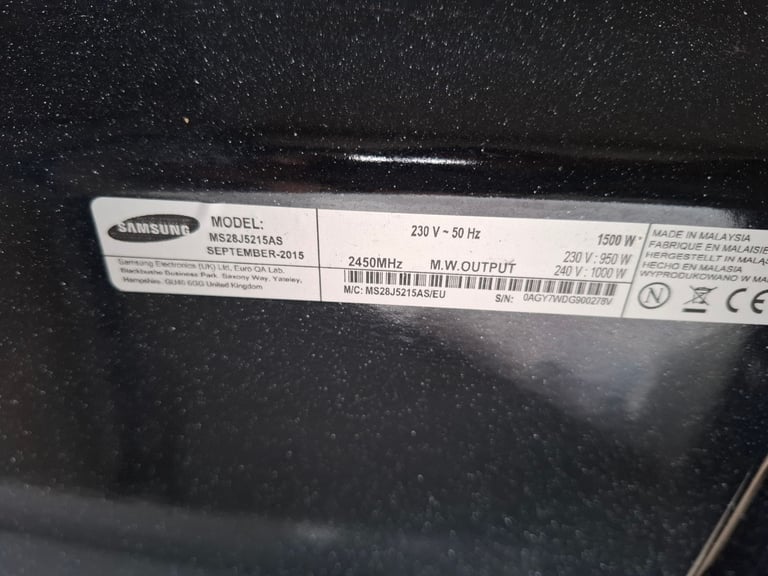 SAMSUNG
MODEL:
MS28J5215AS
SEPTEMBER-2015
Samsung Electronics (UK) Ltd, Euro QA Lab.
Blackbushe Business Park, Saxony Way, Yateley,
Hampshire, GU46 6GG United Kingdom
230 V ~ 50 Hz
1500 W
2450MHz M.W.OUTPUT 230 V : 950 W
240 V : 1000 W
M/C: MS28J5215AS/EU S/N: 0AGY7WDG900278V
MADE IN MALAYSIA
FABRIQUE EN MALAISIE
HERGESTELLT IN MALAS
HECHO EN MALASIA
WYPRODUKOWANO W MA
N CE